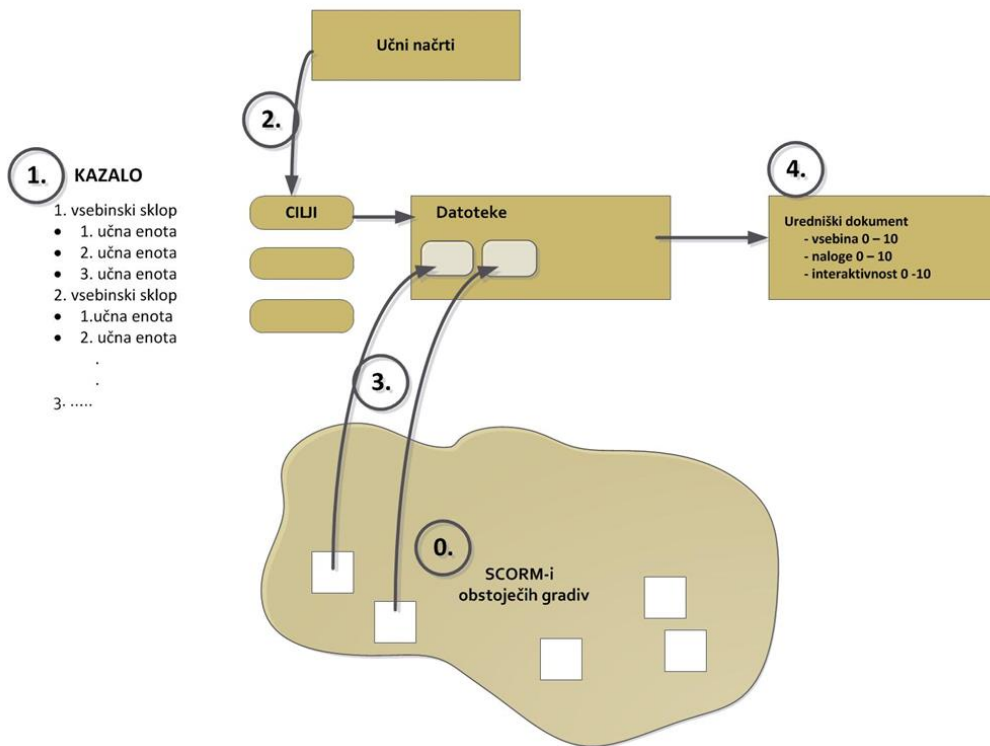 Učni načrti
2.
1. KAZALO
1. vsebinski sklop
• 1. učna enota
• 2. učna enota
• 3. učna enota
2. vsebinski sklop
• 1.učna enota
• 2. učna enota
.
.
3. .....
CILJI
Datoteke
4.
Uredniški dokument
- vsebina 0 – 10
- naloge 0 – 10
- interaktivnost 0 -10
3.
0.
SCORM-i
obstoječih gradiv